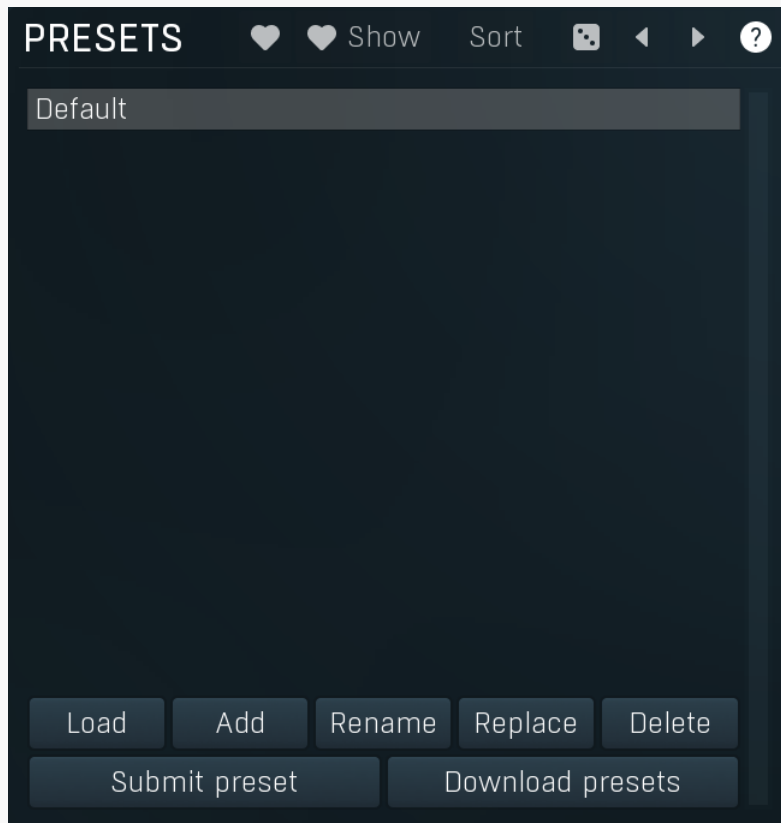 PRESETS Show Sort ?
Default
Load Add Rename Replace Delete
Submit preset Download presets